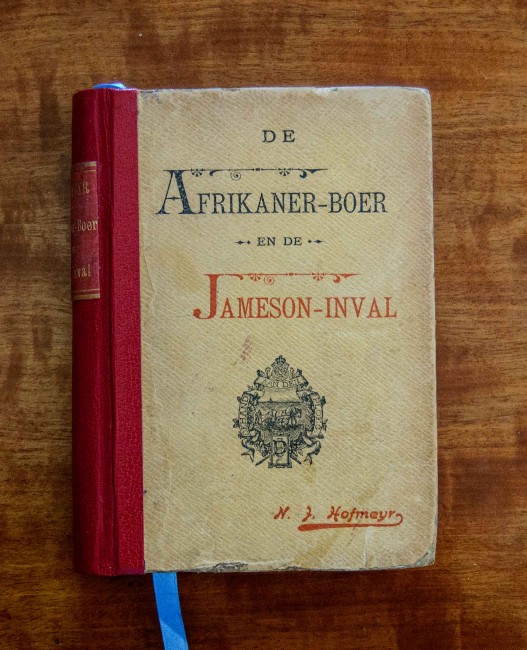 DE
AFRIKANER-BOER
EN DE
JAMESON-INVAL
N. J. Hofmeyr